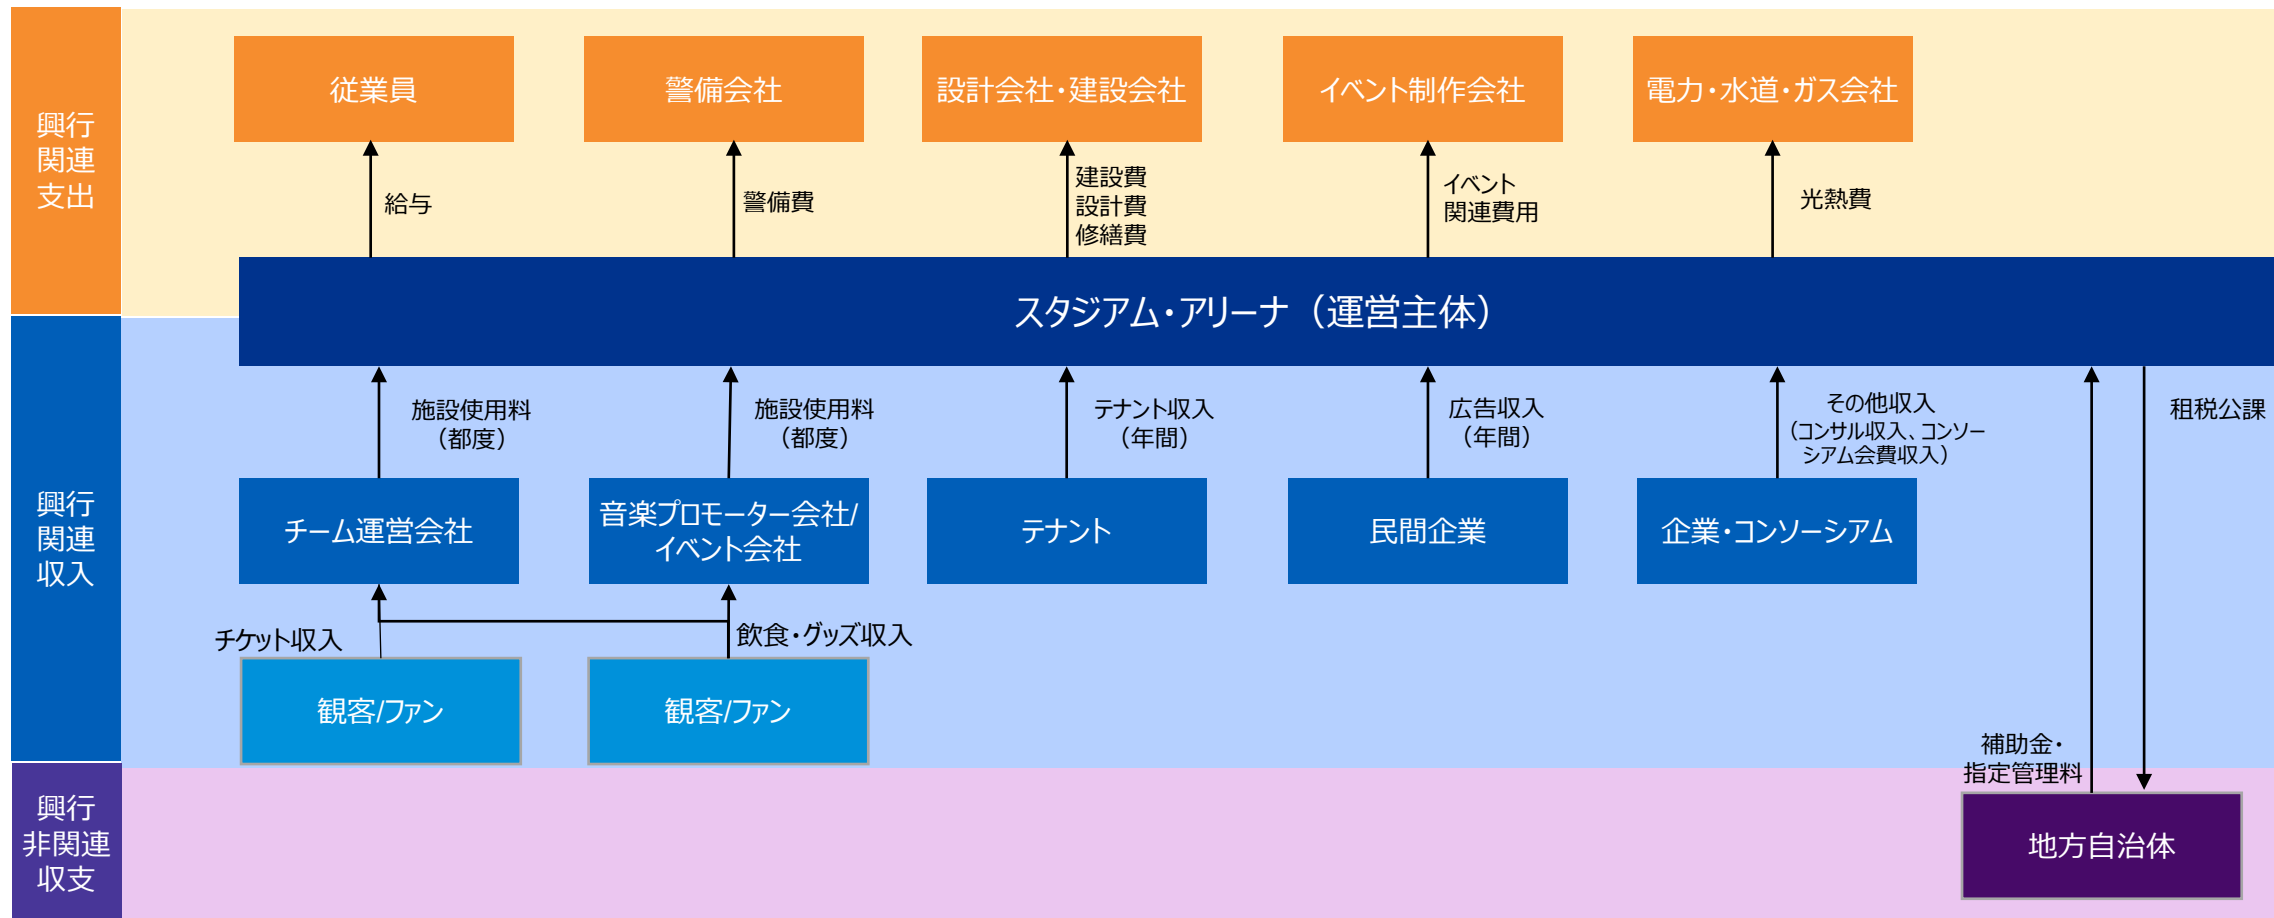 興行
関連
支出
従業員
警備会社
設計会社・建設会社
イベント制作会社
電力・水道・ガス会社
給与
警備費
建設費
設計費
修繕費
イベント
関連費用
光熱費
スタジアム・アリーナ（運営主体）
興行
関連
収入
施設使用料
（都度）
施設使用料
（都度）
テナント収入
（年間）
広告収入
（年間）
その他収入
（コンサル収入、コンソー
シアム会費収入）
租税公課
チーム運営会社
音楽プロモーター会社/
イベント会社
テナント
民間企業
企業・コンソーシアム
チケット収入
飲食・グッズ収入
観客/ファン
観客/ファン
補助金・
指定管理料
興行
非関連
収支
地方自治体